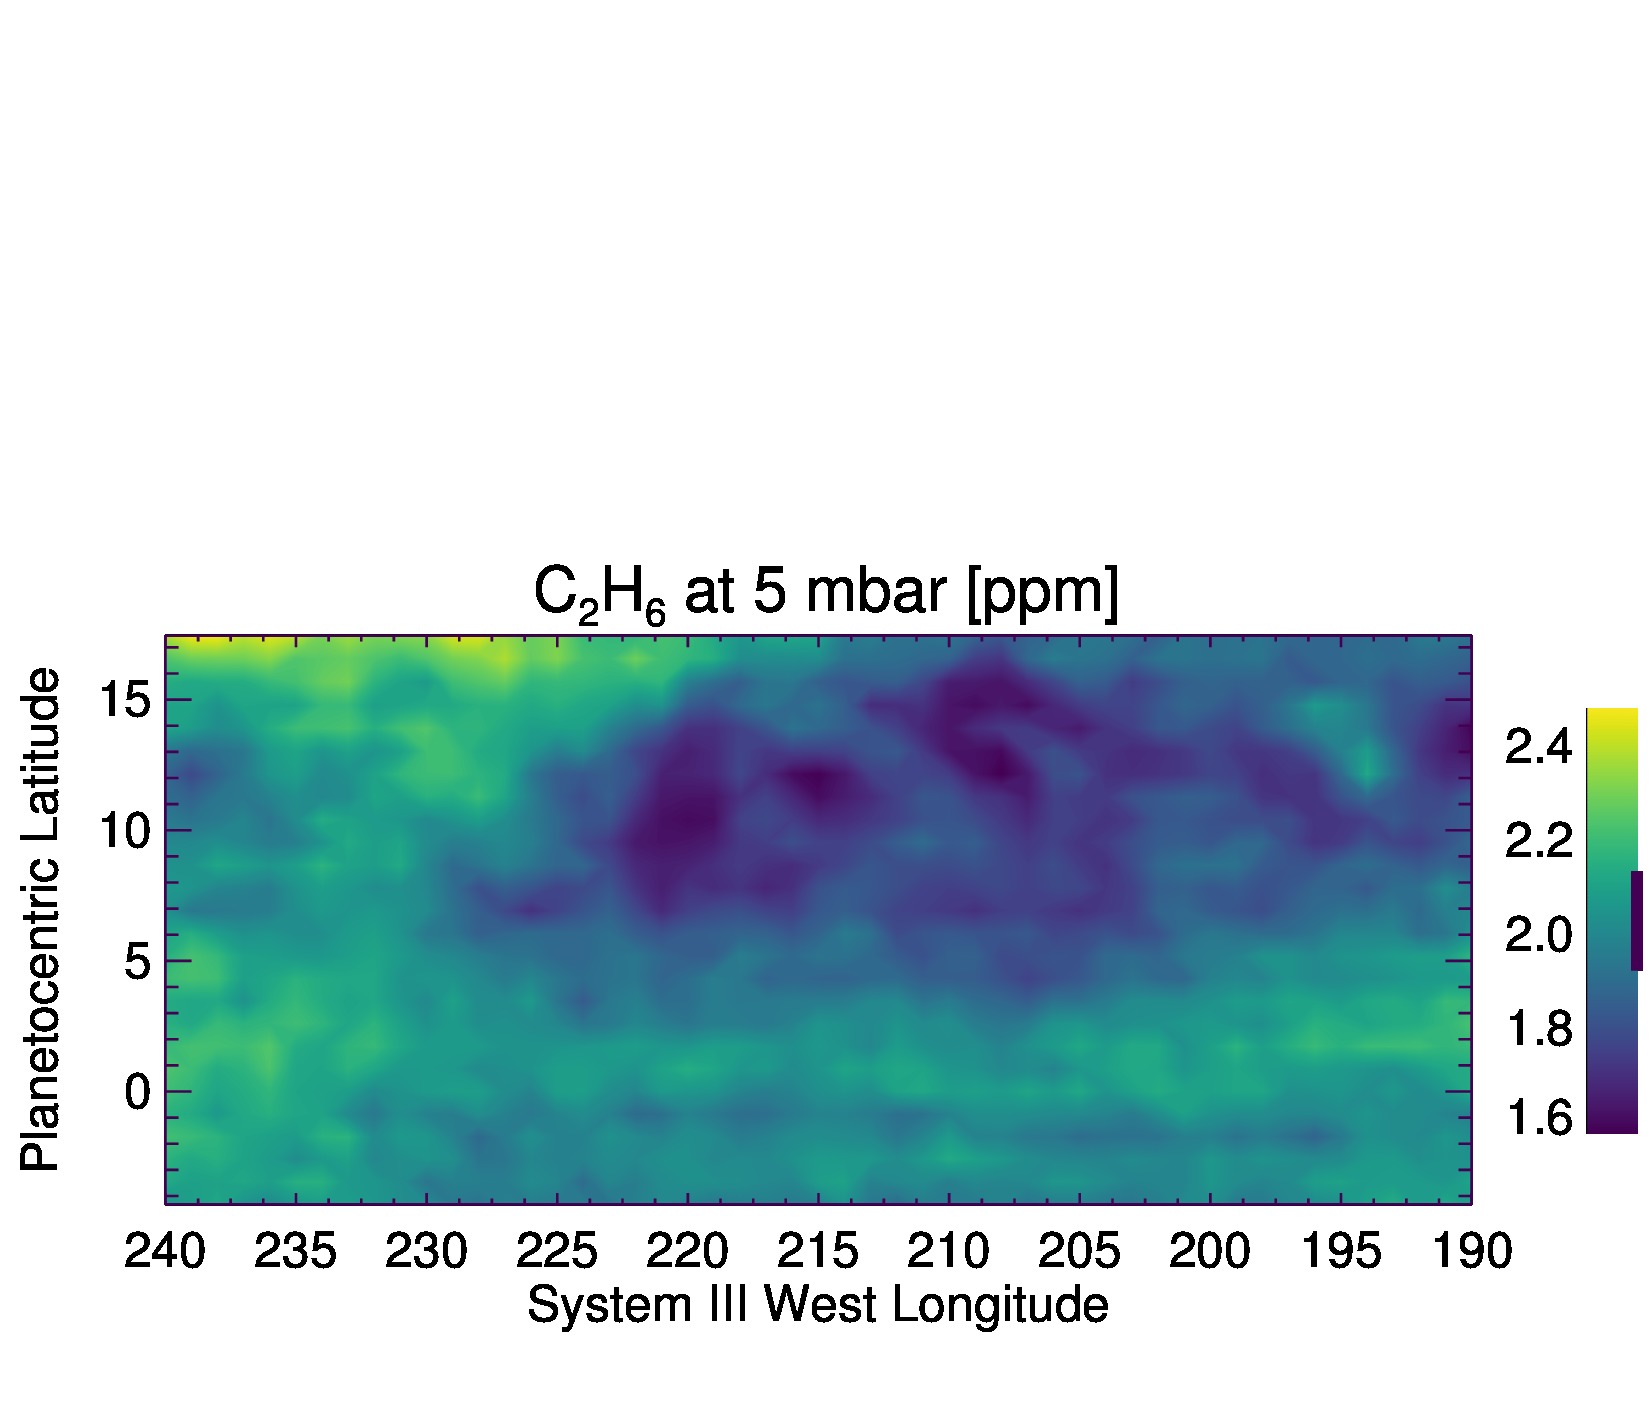 C₂H₆ at 5 mbar [ppm]
Planetocentric Latitude
15
10
5
0
2.4
2.2
2.0
1.8
1.6
240 235 230 225 220 215 210 205 200 195 190
System III West Longitude